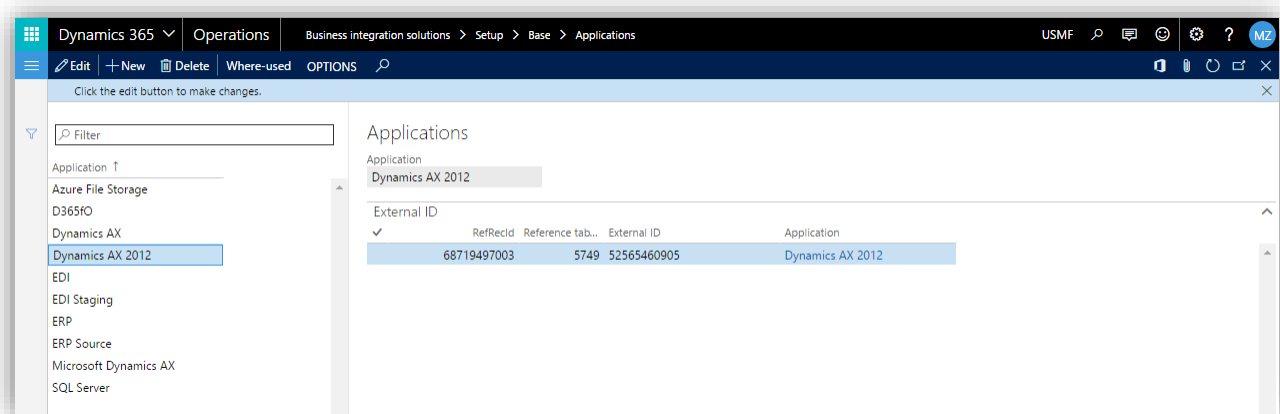 Dynamics 365 Operations Business integration solutions > Setup > Base > Applications USMF ? MZ
Edit + New Delete Where-used OPTIONS
Click the edit button to make changes.
Filter
Application ↑
Azure File Storage
D365fO
Dynamics AX
Dynamics AX 2012
EDI
EDI Staging
ERP
ERP Source
Microsoft Dynamics AX
SQL Server
Applications
Application
Dynamics AX 2012
External ID
RefRecId Reference tab... External ID Application
68719497003 5749 52565460905 Dynamics AX 2012